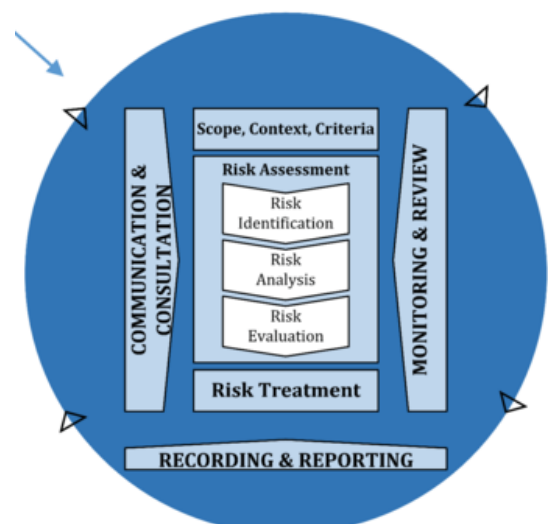 Scope, Context, Criteria
Risk Assessment
Risk
Identification
Risk
Analysis
Risk
Evaluation
Risk Treatment
COMMUNICATION &
CONSULTATION
MONITORING & REVIEW
RECORDING & REPORTING